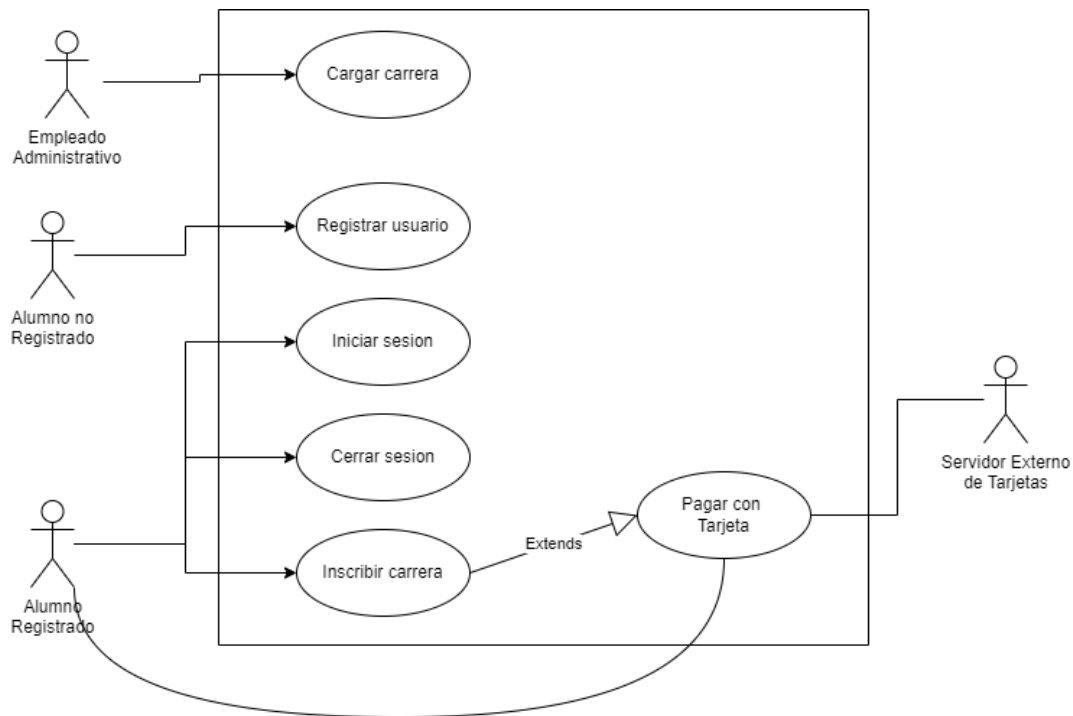 Cargar carrera
Empleado
Administrativo
Registrar usuario
Alumno no
Registrado
Iniciar sesion
Cerrar sesion
Servidor Externo
de Tarjetas
Pagar con
Tarjeta
Extends
Inscribir carrera
Alumno
Registrado